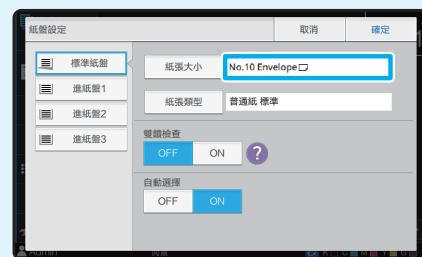 紙盤設定
取消
確定
標準紙盤
進紙盤1
進紙盤2
進紙盤3
紙張大小
No.10 Envelope
紙張類型
普通紙 標準
雙饋檢查
OFF
ON
?
自動選擇
OFF
ON
Admin
K
C
M
Y